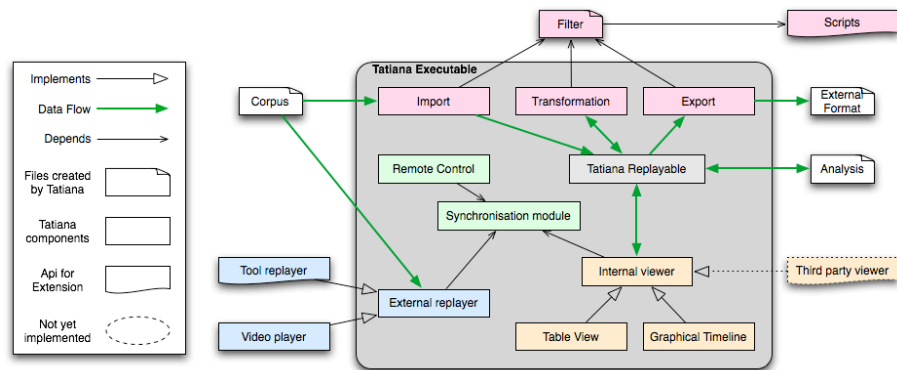 Filter
Scripts
Implements
Data Flow
Depends
Files created
by Tatiana
Tatiana
components
Api for
Extension
Not yet
implemented
Tatiana Executable
Corpus
Import
Transformation
Export
External
Format
Remote Control
Tatiana Replayable
Analysis
Synchronisation module
Tool replayer
Internal viewer
Third party viewer
External replayer
Video player
Table View
Graphical Timeline